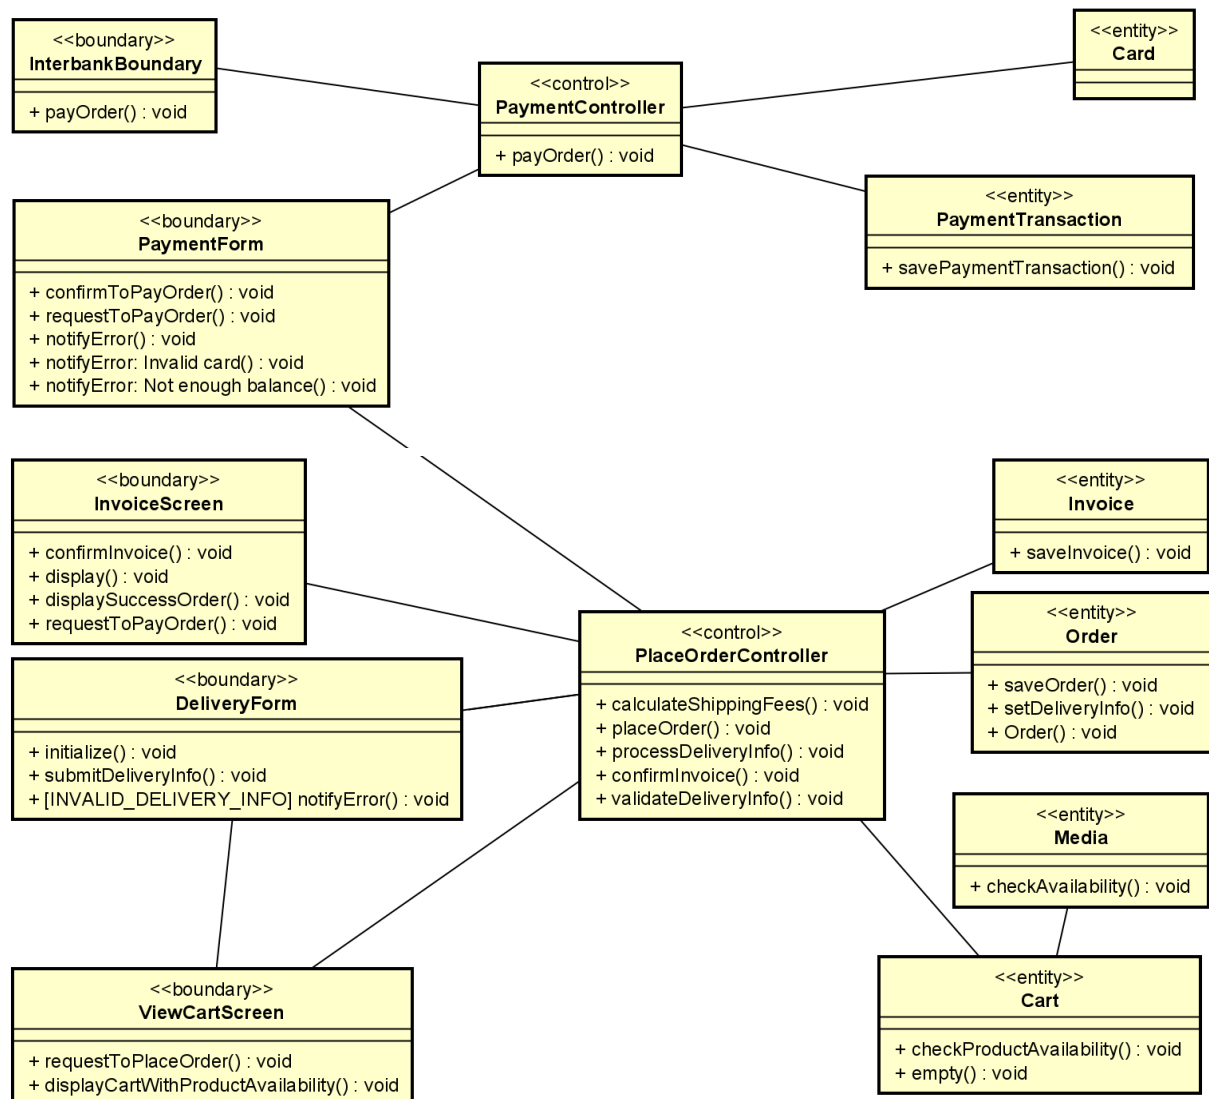 <<boundary>>
InterbankBoundary
+ payOrder() : void
<<control>>
PaymentController
+ payOrder() : void
<<entity>>
Card
<<entity>>
PaymentTransaction
+ savePaymentTransaction() : void
<<boundary>>
PaymentForm
+ confirmToPayOrder() : void
+ requestToPayOrder() : void
+ notifyError() : void
+ notifyError: Invalid card() : void
+ notifyError: Not enough balance() : void
<<boundary>>
InvoiceScreen
+ confirmInvoice() : void
+ display() : void
+ displaySuccessOrder() : void
+ requestToPayOrder() : void
<<entity>>
Invoice
+ saveInvoice() : void
<<control>>
PlaceOrderController
+ calculateShippingFees() : void
+ placeOrder() : void
+ processDeliveryInfo() : void
+ confirmInvoice() : void
+ validateDeliveryInfo() : void
<<entity>>
Order
+ saveOrder() : void
+ setDeliveryInfo() : void
+ Order() : void
<<boundary>>
DeliveryForm
+ initialize() : void
+ submitDeliveryInfo() : void
+ [INVALID_DELIVERY_INFO] notifyError() : void
<<entity>>
Media
+ checkAvailability() : void
<<boundary>>
ViewCartScreen
+ requestToPlaceOrder() : void
+ displayCartWithProductAvailability() : void
<<entity>>
Cart
+ checkProductAvailability() : void
+ empty() : void